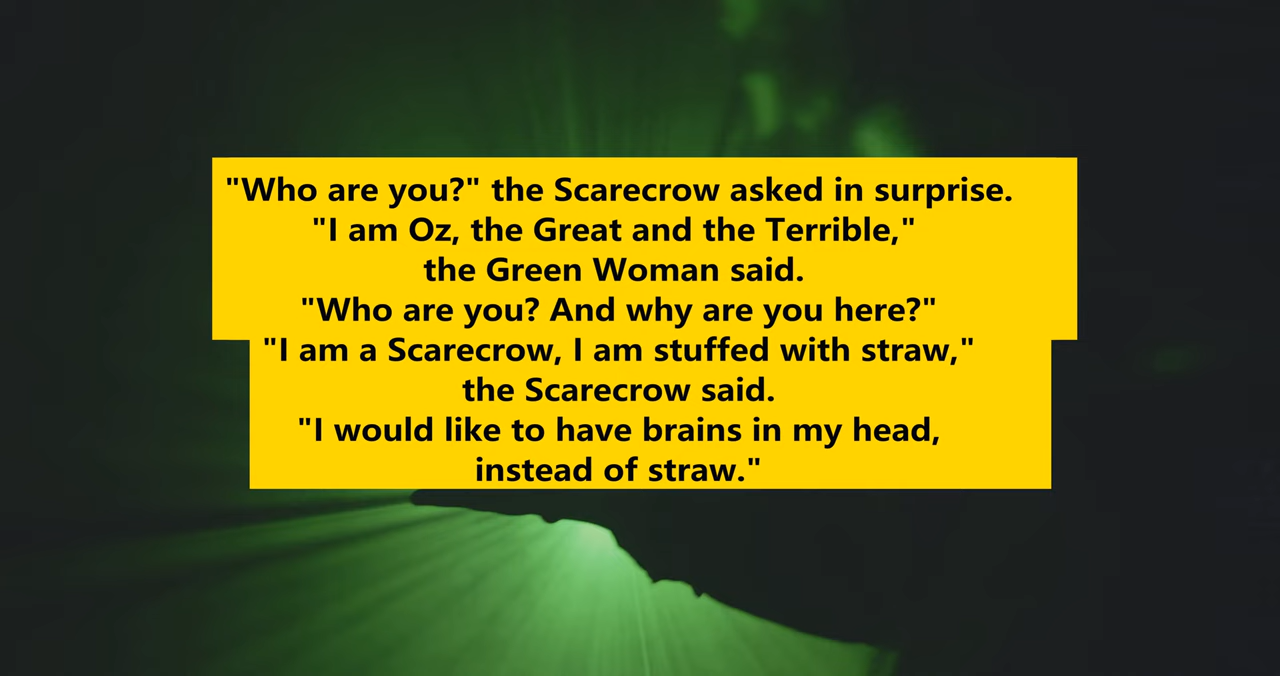 "Who are you?" the Scarecrow asked in surprise.
"I am Oz, the Great and the Terrible,"
the Green Woman said.
"Who are you? And why are you here?"
"I am a Scarecrow, I am stuffed with straw,"
the Scarecrow said.
"I would like to have brains in my head,
instead of straw."